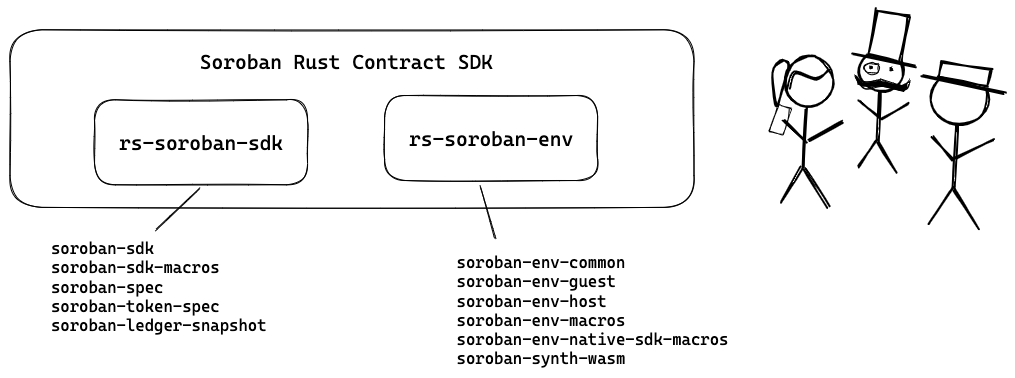 Soroban Rust Contract SDK
rs-soroban-sdk
rs-soroban-env
soroban-sdk
soroban-sdk-macros
soroban-spec
soroban-token-spec
soroban-ledger-snapshot
soroban-env-common
soroban-env-guest
soroban-env-host
soroban-env-macros
soroban-env-native-sdk-macros
soroban-synth-wasm